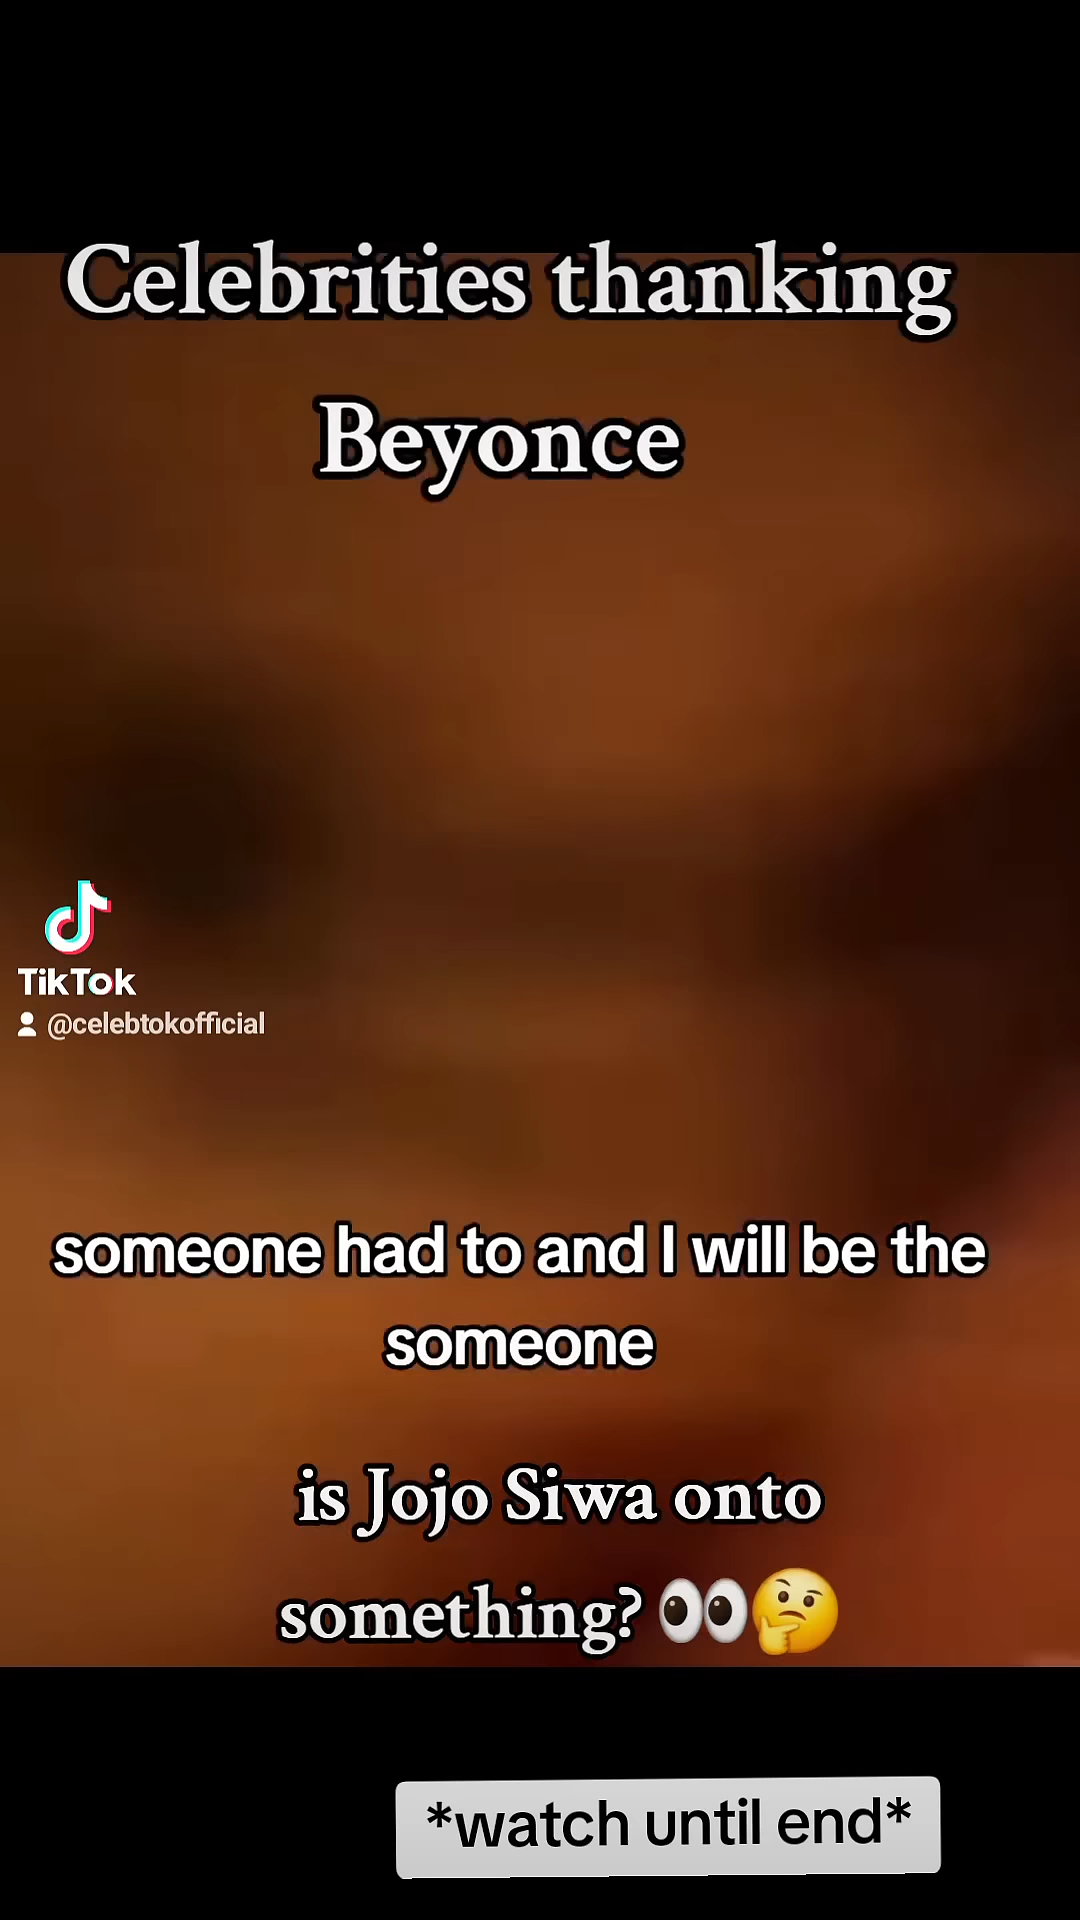 Celebrities thanking
Beyonce
TikTok
@celebtokofficial
someone had to and I will be the
someone
is Jojo Siwa onto
something? 👀🤔
*watch until end*